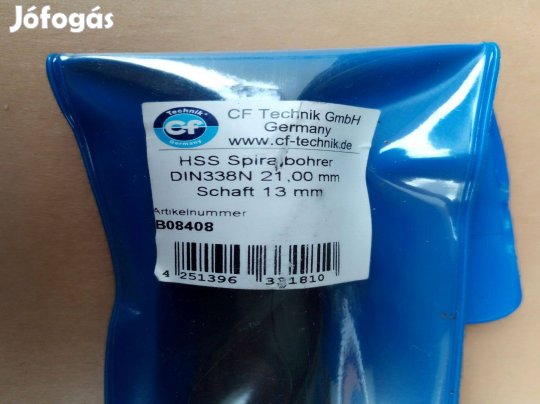 Jófogás
Technik
CF
Germany
CF Technik GmbH
Germany
www.cf-technik.de
HSS Spiralbohrer
DIN338N 21,00 mm
Schaft 13 mm
Artikelnummer
B08408
4 251396 331810